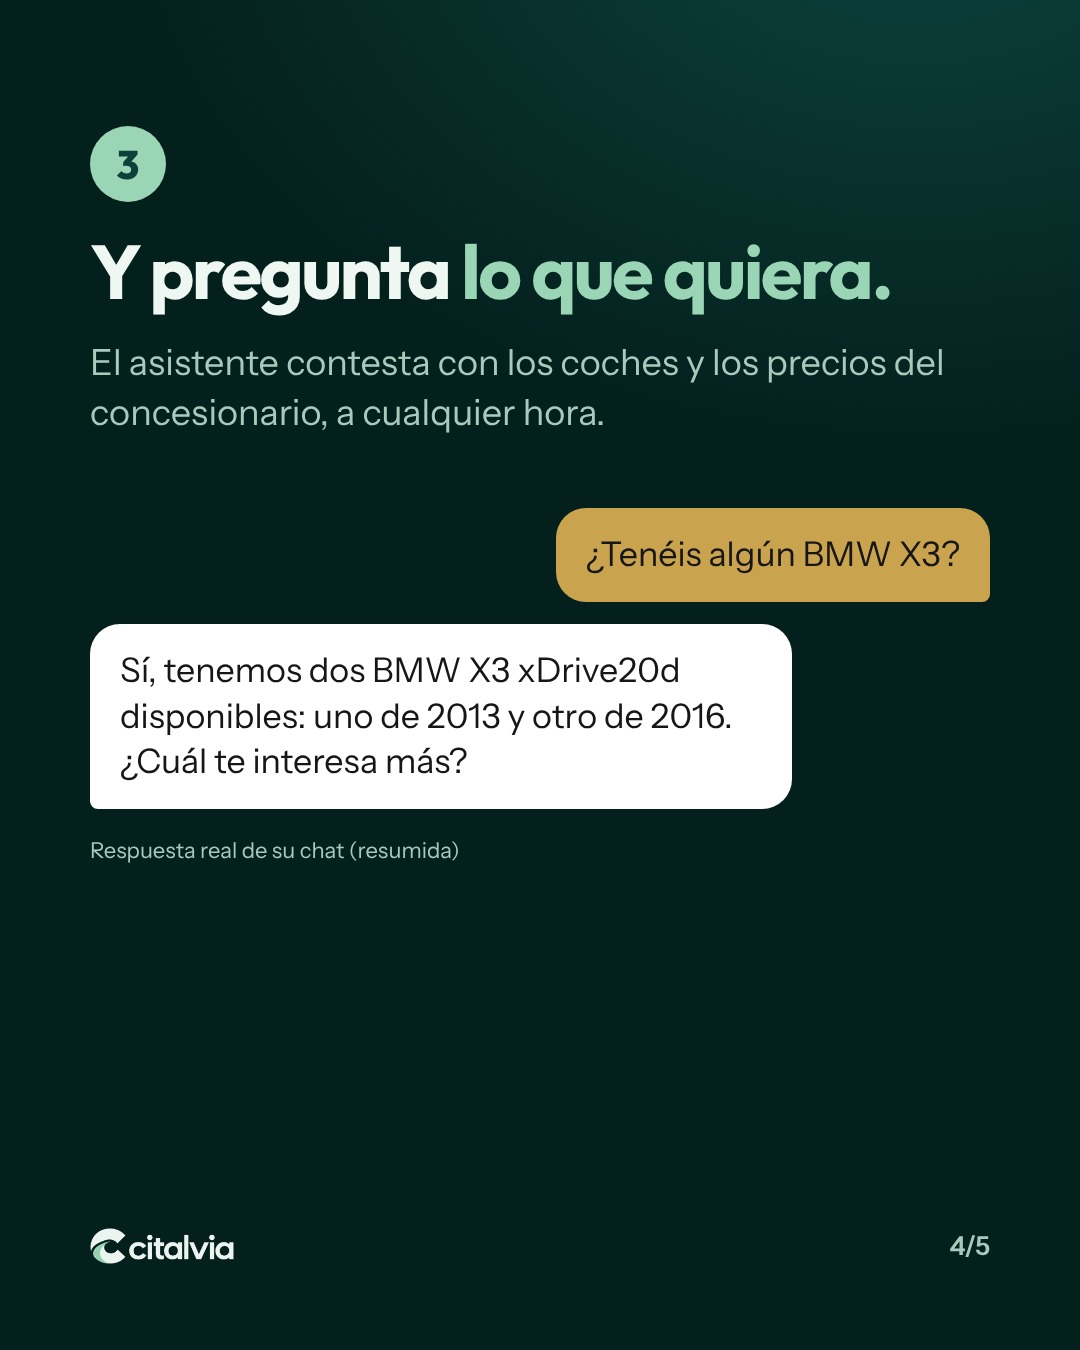 3
Y pregunta lo que quiera.
El asistente contesta con los coches y los precios del
concesionario, a cualquier hora.
¿Tenéis algún BMW X3?
Sí, tenemos dos BMW X3 xDrive20d
disponibles: uno de 2013 y otro de 2016.
¿Cuál te interesa más?
Respuesta real de su chat (resumida)
citalvia
4/5